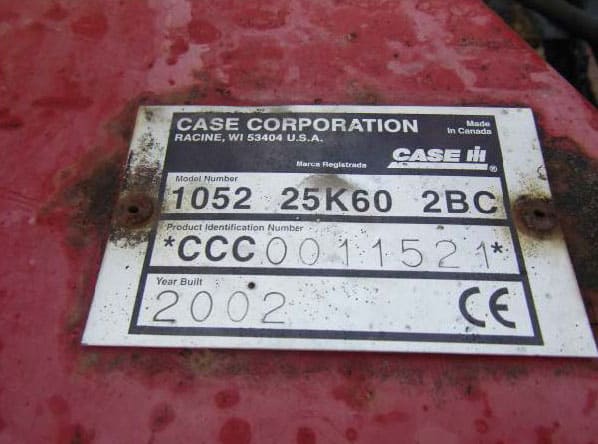 CASE CORPORATION
RACINE, WI 53404 U.S.A.
Made
In Canada
Marca Registrada
CASE IH ®
Model Number
1052 25K60 2BC
Product Identification Number
*CCC0011521*
Year Built
2002 CE